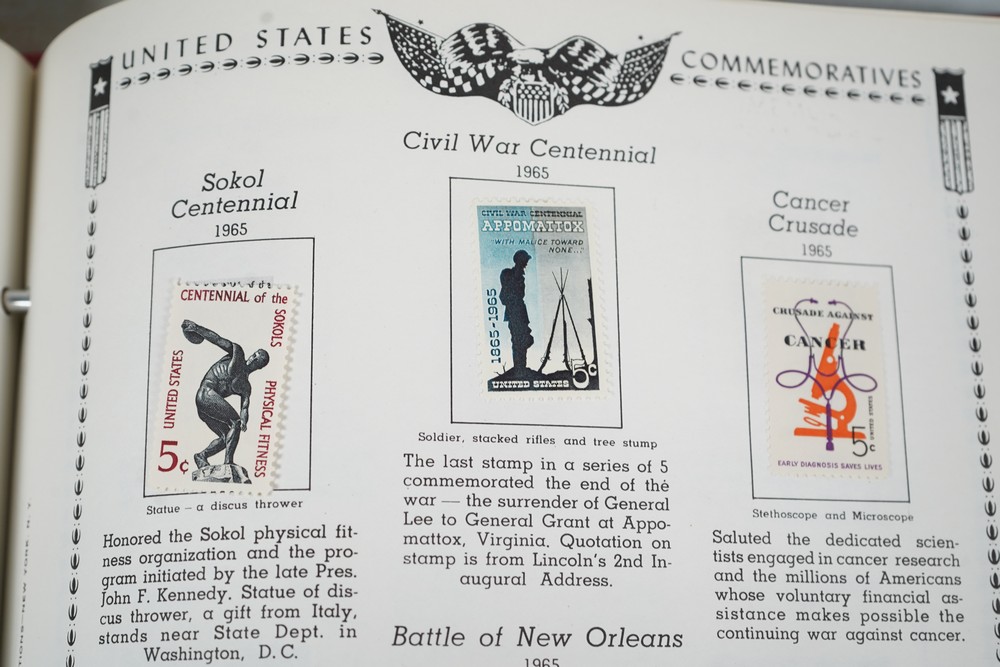 UNITED STATES
COMMEMORATIVES
Sokol
Centennial
1965
CENTENNIAL of the
SOKOLS
PHYSICAL FITNESS
UNITED STATES
5¢
Statue – a discus thrower
Honored the Sokol physical fit-
ness organization and the pro-
gram initiated by the late Pres.
John F. Kennedy. Statue of dis-
cus thrower, a gift from Italy,
stands near State Dept. in
Washington, D. C.
Civil War Centennial
1965
CIVIL WAR CENTENNIAL
APPOMATTOX
"WITH MALICE TOWARD
NONE..."
1865-1965
UNITED STATES 5c
Soldier, stacked rifles and tree stump
The last stamp in a series of 5
commemorated the end of the
war — the surrender of General
Lee to General Grant at Appo-
mattox, Virginia. Quotation on
stamp is from Lincoln's 2nd In-
augural Address.
Battle of New Orleans
1965
Cancer
Crusade
1965
CRUSADE AGAINST
CANCER
5c
UNITED STATES
EARLY DIAGNOSIS SAVES LIVES
Stethoscope and Microscope
Saluted the dedicated scien-
tists engaged in cancer research
and the millions of Americans
whose voluntary financial as-
sistance makes possible the
continuing war against cancer.